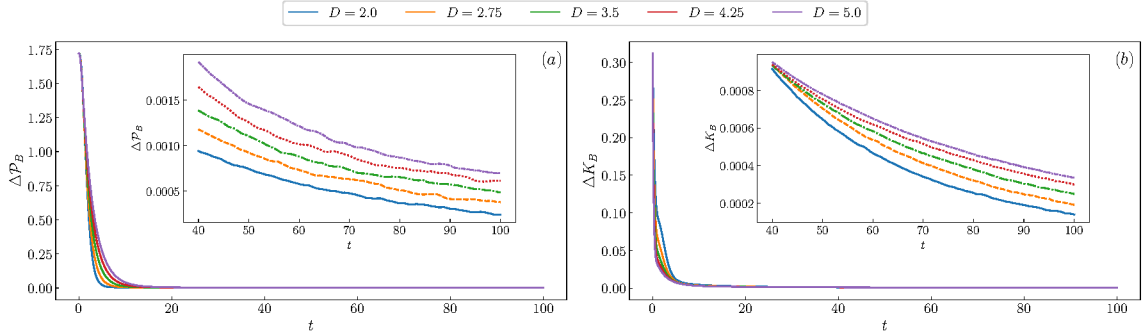 D = 2.0 D = 2.75 D = 3.5 D = 4.25 D = 5.0
(a)
1.75
1.50
1.25
1.00
0.75
0.50
0.25
0.00
Δ𝒫_B
0 20 40 60 80 100
t
0.0015
0.0010
0.0005
Δ𝒫_B
40 50 60 70 80 90 100
t
(b)
0.30
0.25
0.20
0.15
0.10
0.05
0.00
ΔK_B
0 20 40 60 80 100
t
0.0008
0.0006
0.0004
0.0002
ΔK_B
40 50 60 70 80 90 100
t